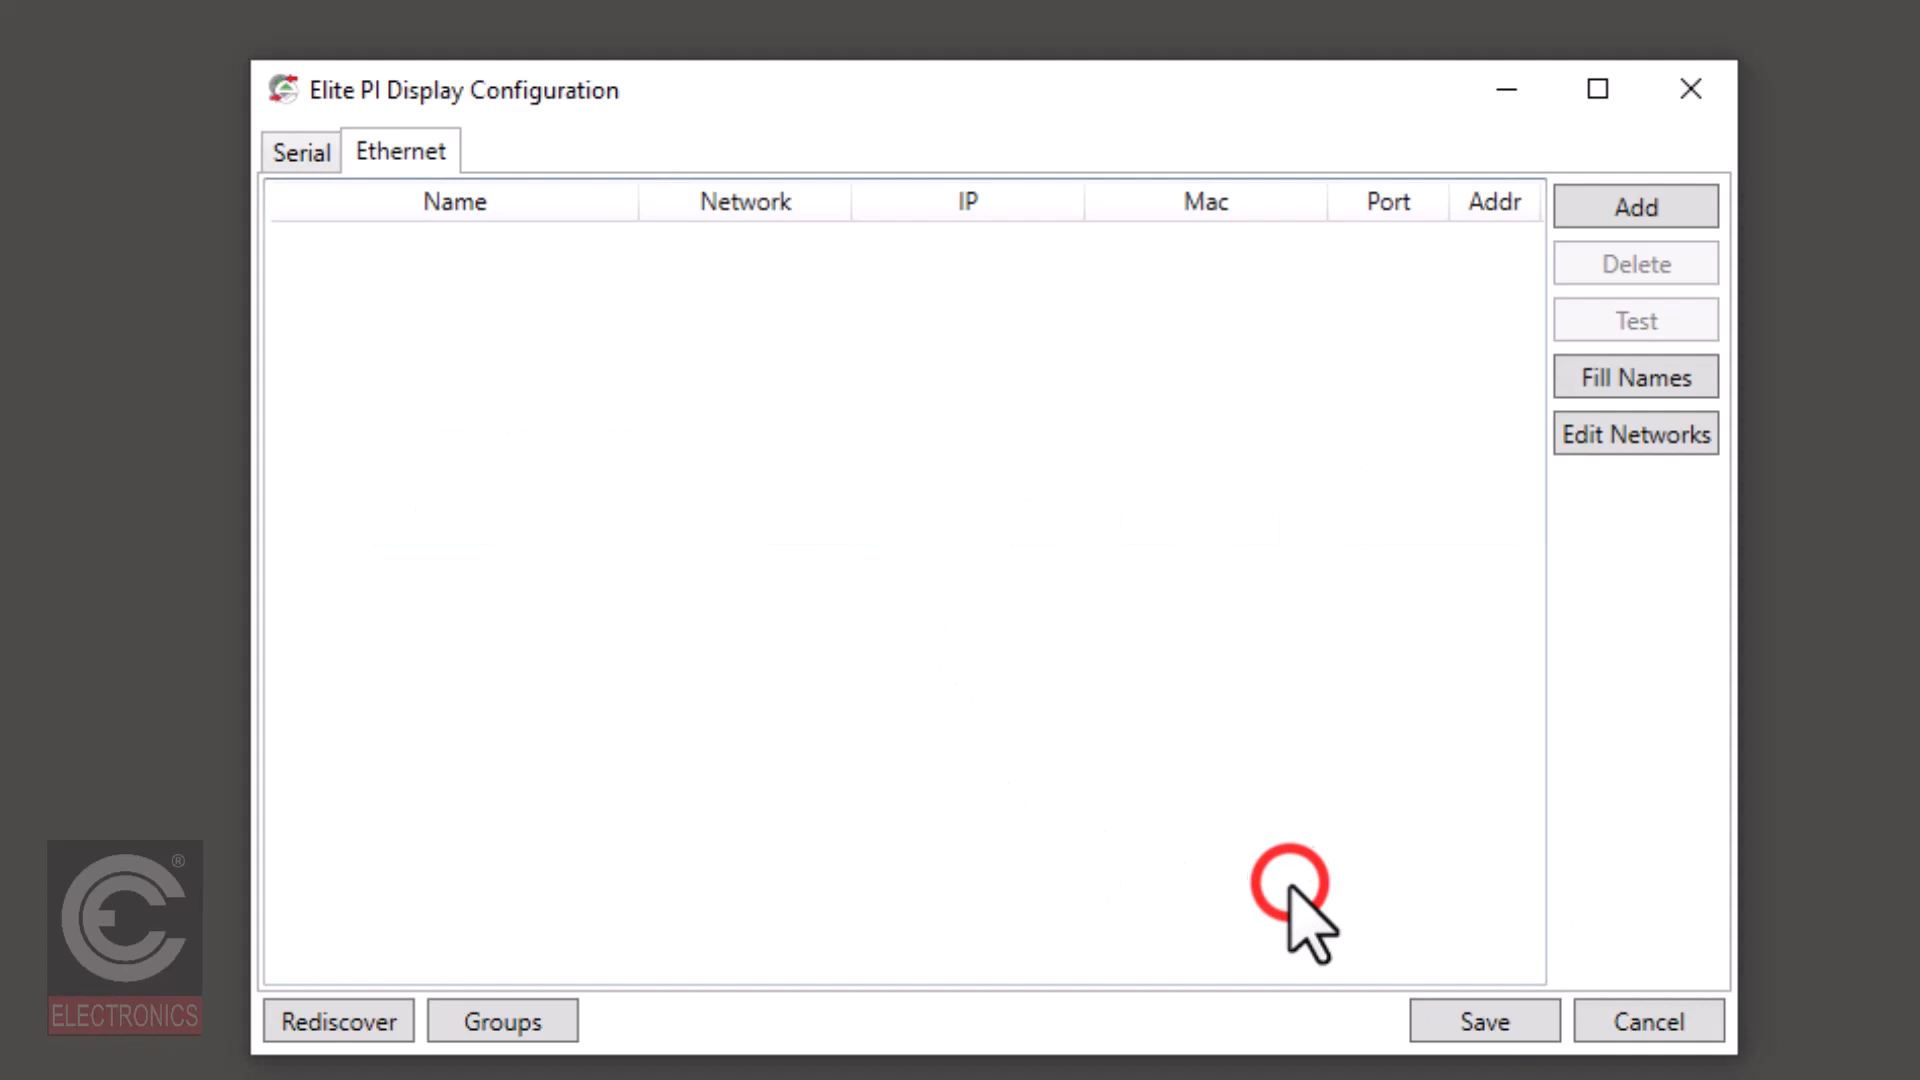 Elite PI Display Configuration
Serial
Ethernet
Name
Network
IP
Mac
Port
Addr
Add
Delete
Test
Fill Names
Edit Networks
CE ®
ELECTRONICS
Rediscover
Groups
Save
Cancel